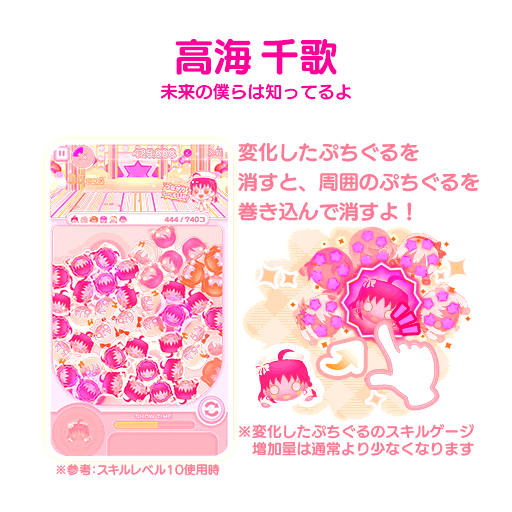 高海 千歌
未来の僕らは知ってるよ
変化したぷちぐるを
消すと、周囲のぷちぐるを
巻き込んで消すよ！
444 / 740コ
SHOW TIME
※変化したぷちぐるのスキルゲージ
増加量は通常より少なくなります
※参考：スキルレベル10使用時